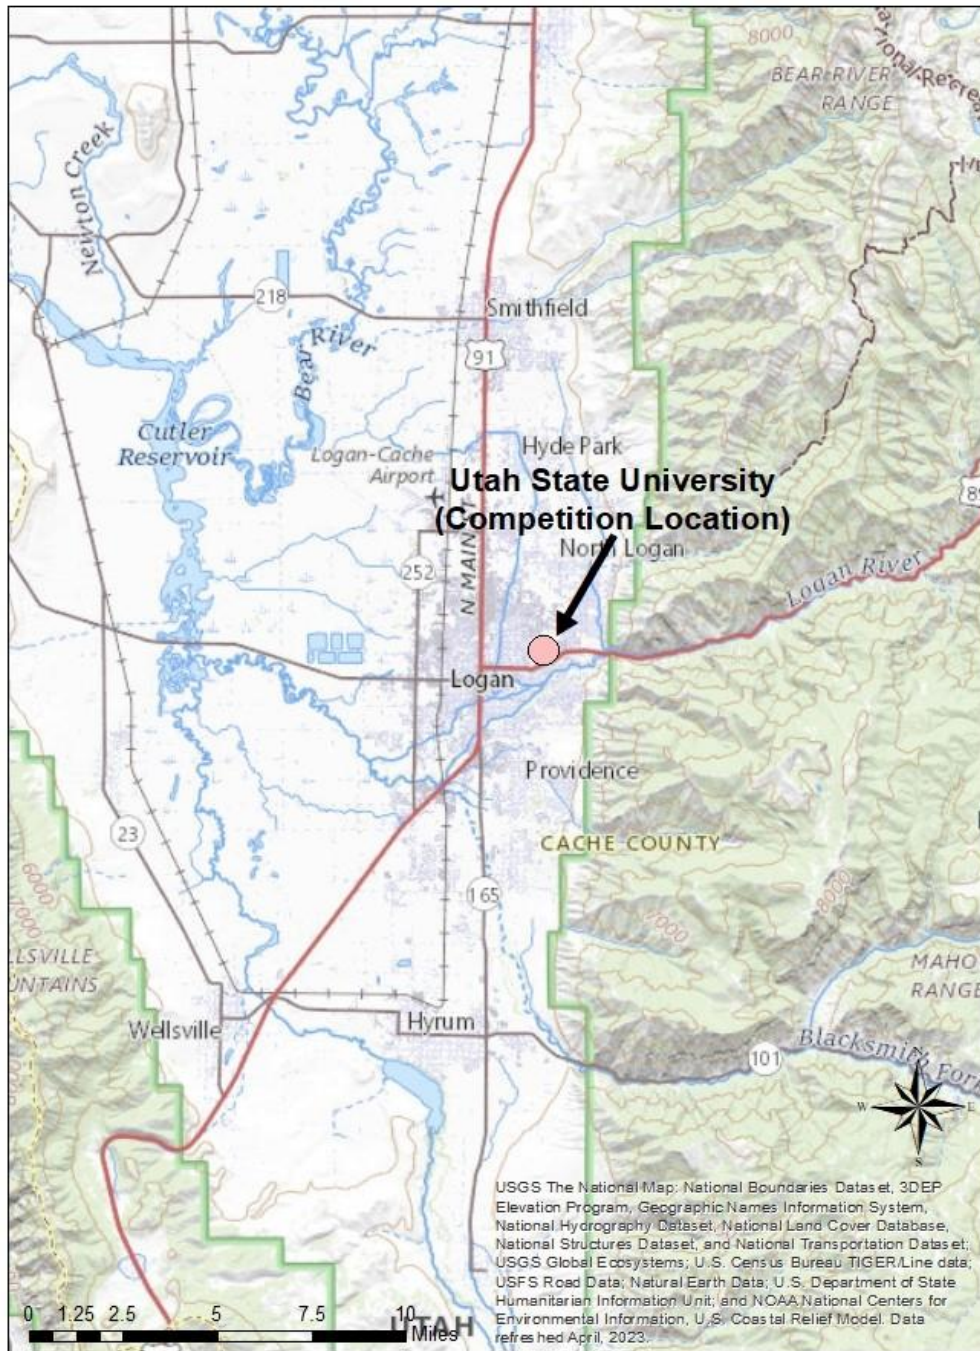 8000
BEAR RIVER
RANGE
Newton Creek
218
Smithfield
Bear River
91
Cutler
Reservoir
Logan-Cache
Airport
Hyde Park
Utah State University
(Competition Location)
North Logan
252
N MAIN ST
Logan River
Logan
Providence
CACHE COUNTY
23
165
6000
7000
7000
8000
LLSVILLE
UNTAINS
MAHO
RANGE
Wellsville
Hyrum
101
Blacksmith Fork
W
E
S
USGS The National Map: National Boundaries Dataset, 3DEP
Elevation Program, Geographic Names Information System,
National Hydrography Dataset, National Land Cover Database,
National Structures Dataset, and National Transportation Dataset;
USGS Global Ecosystems; U.S. Census Bureau TIGER/Line data;
USFS Road Data; Natural Earth Data; U.S. Department of State
Humanitarian Information Unit; and NOAA National Centers for
Environmental Information, U.S. Coastal Relief Model. Data
refreshed April, 2023.
0 1.25 2.5 5 7.5 10
Miles
UTAH